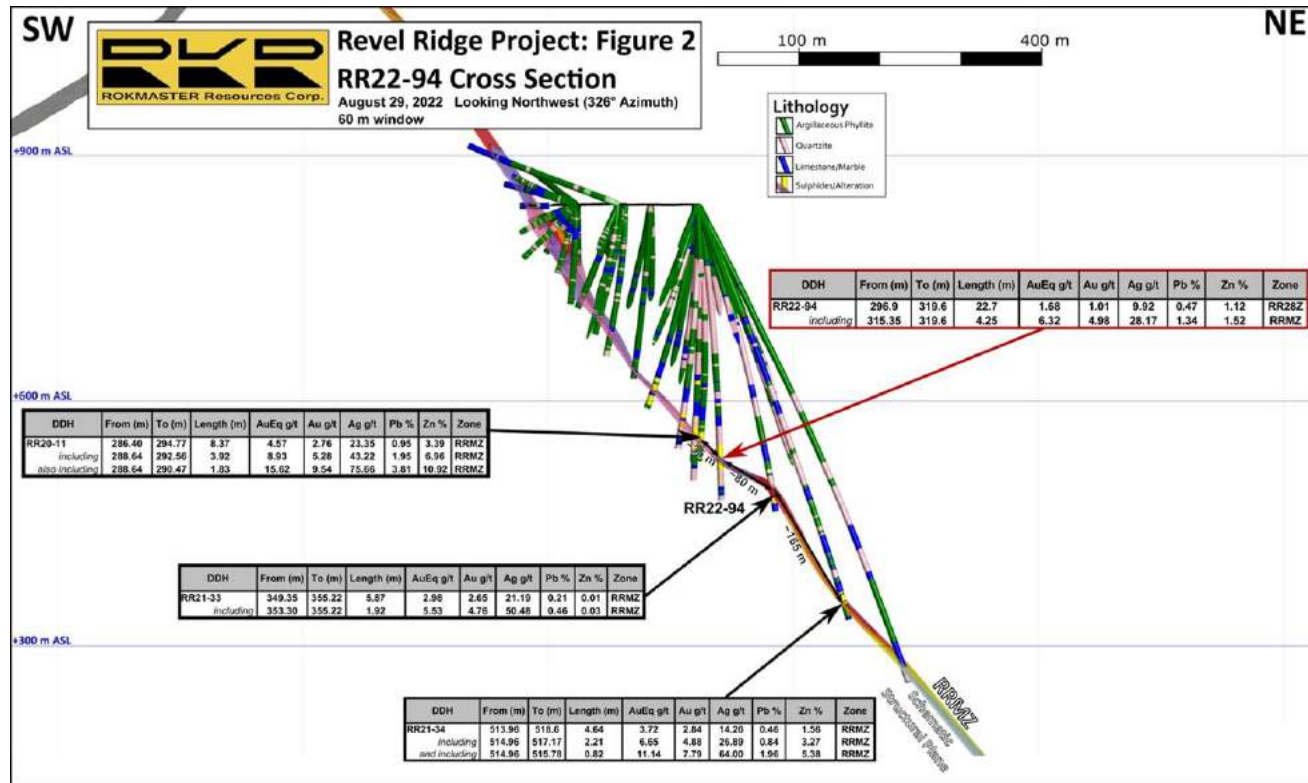 SW
NE
ROKMASTER Resources Corp.
Revel Ridge Project: Figure 2
RR22-94 Cross Section
August 29, 2022 Looking Northwest (326° Azimuth)
60 m window
100 m
400 m
Lithology
Argillaceous Phyllite
Quartzite
Limestone/Marble
Sulphides/Alteration
+900 m ASL
DDH From (m) To (m) Length (m) AuEq g/t Au g/t Ag g/t Pb % Zn % Zone
RR22-94 296.9 319.6 22.7 1.68 1.01 9.92 0.47 1.12 RR28Z
including 315.35 319.6 4.25 6.32 4.98 28.17 1.34 1.52 RRMZ
+600 m ASL
DDH From (m) To (m) Length (m) AuEq g/t Au g/t Ag g/t Pb % Zn % Zone
RR20-11 286.40 294.77 8.37 4.57 2.76 23.35 0.95 3.39 RRMZ
including 288.64 292.56 3.92 8.93 5.28 43.22 1.95 6.96 RRMZ
also including 288.64 290.47 1.83 15.62 9.54 75.66 3.81 10.92 RRMZ
m
~80 m
RR22-94
~165 m
DDH From (m) To (m) Length (m) AuEq g/t Au g/t Ag g/t Pb % Zn % Zone
RR21-33 349.35 355.22 5.87 2.98 2.65 21.19 0.21 0.01 RRMZ
including 353.30 355.22 1.92 5.53 4.76 50.48 0.46 0.03 RRMZ
+300 m ASL
RRMZ
Schematic
Structural Plane
DDH From (m) To (m) Length (m) AuEq g/t Au g/t Ag g/t Pb % Zn % Zone
RR21-34 513.96 518.6 4.64 3.72 2.84 14.26 0.46 1.56 RRMZ
including 514.96 517.17 2.21 6.65 4.88 26.89 0.84 3.27 RRMZ
and including 514.96 515.78 0.82 11.14 7.79 64.00 1.96 5.38 RRMZ